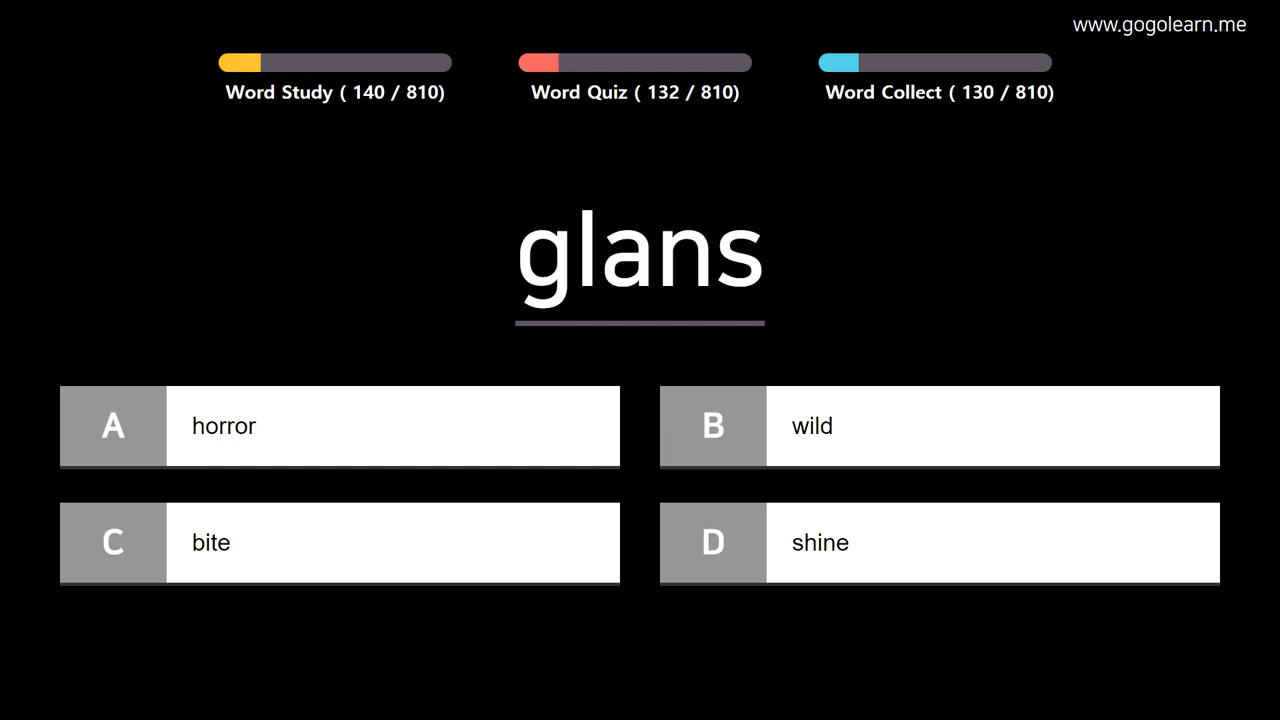 www.gogolearn.me
Word Study ( 140 / 810)
Word Quiz ( 132 / 810)
Word Collect ( 130 / 810)
glans
A horror
B wild
C bite
D shine